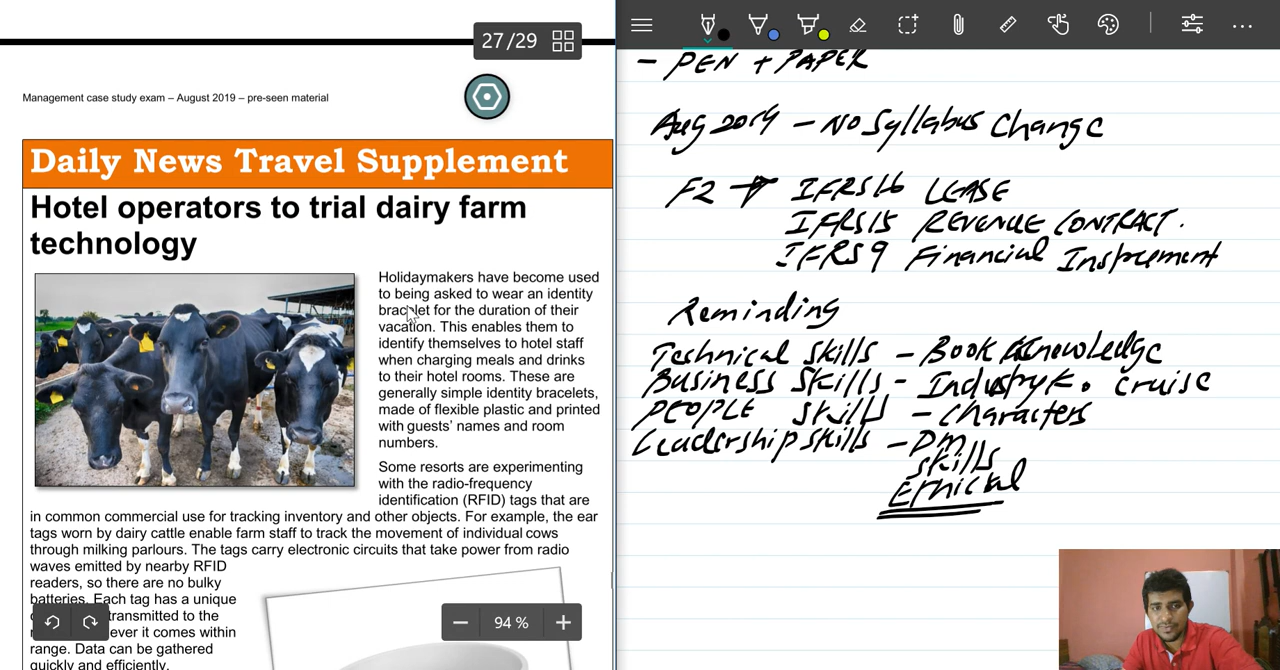 27/29
Management case study exam – August 2019 – pre-seen material
Daily News Travel Supplement
Hotel operators to trial dairy farm
technology
Holidaymakers have become used
to being asked to wear an identity
bracelet for the duration of their
vacation. This enables them to
identify themselves to hotel staff
when charging meals and drinks
to their hotel rooms. These are
generally simple identity bracelets,
made of flexible plastic and printed
with guests' names and room
numbers.
Some resorts are experimenting
with the radio-frequency
identification (RFID) tags that are
in common commercial use for tracking inventory and other objects. For example, the ear
tags worn by dairy cattle enable farm staff to track the movement of individual cows
through milking parlours. The tags carry electronic circuits that take power from radio
waves emitted by nearby RFID
readers, so there are no bulky
batteries. Each tag has a unique
transmitted to the
ever it comes within
range. Data can be gathered
quickly and efficiently.
94 %
- PEN + PAPER
Aug 2019 - No Syllabus Change
F2 → IFRS 16 LEASE
IFRS 15 REVENUE CONTRACT.
IFRS 9 Financial Instrument
Reminding
Technical skills - Book Knowledge
Business skills - Industry K. cruise
PEOPLE skills - characters
Leadership skills - DM
skills
Ethical